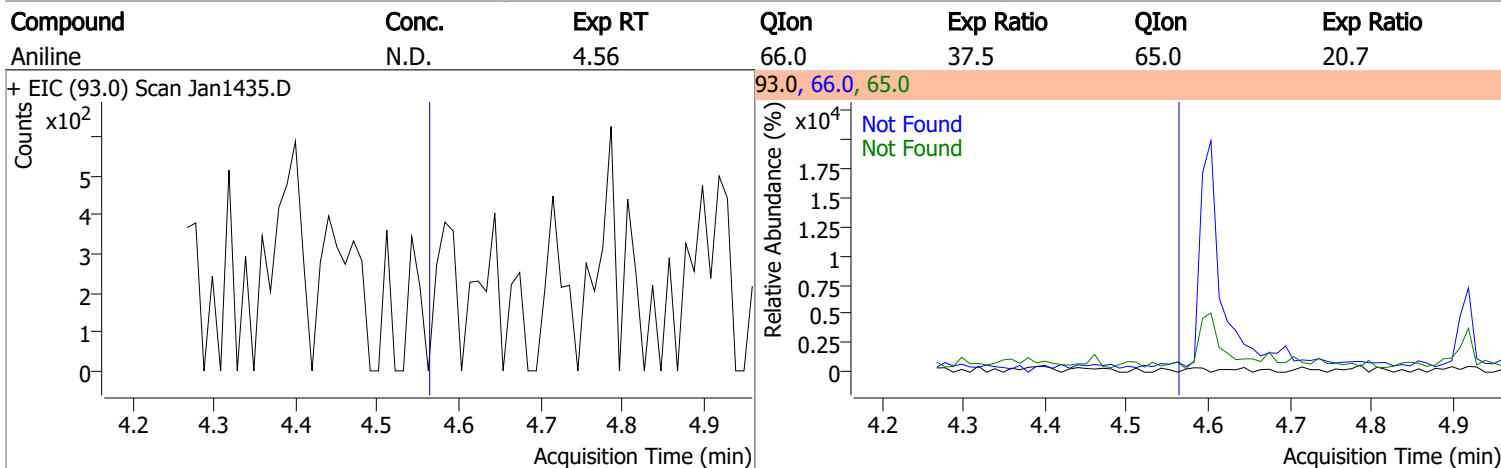 Compound Conc. Exp RT QIon Exp Ratio QIon Exp Ratio
Aniline N.D. 4.56 66.0 37.5 65.0 20.7
+ EIC (93.0) Scan Jan1435.D
Counts
x10²
5
4
3
2
1
0
4.2 4.3 4.4 4.5 4.6 4.7 4.8 4.9
Acquisition Time (min)
93.0, 66.0, 65.0
Relative Abundance (%)
x10⁴
Not Found
Not Found
1.75
1.5
1.25
1
0.75
0.5
0.25
0
4.2 4.3 4.4 4.5 4.6 4.7 4.8 4.9
Acquisition Time (min)